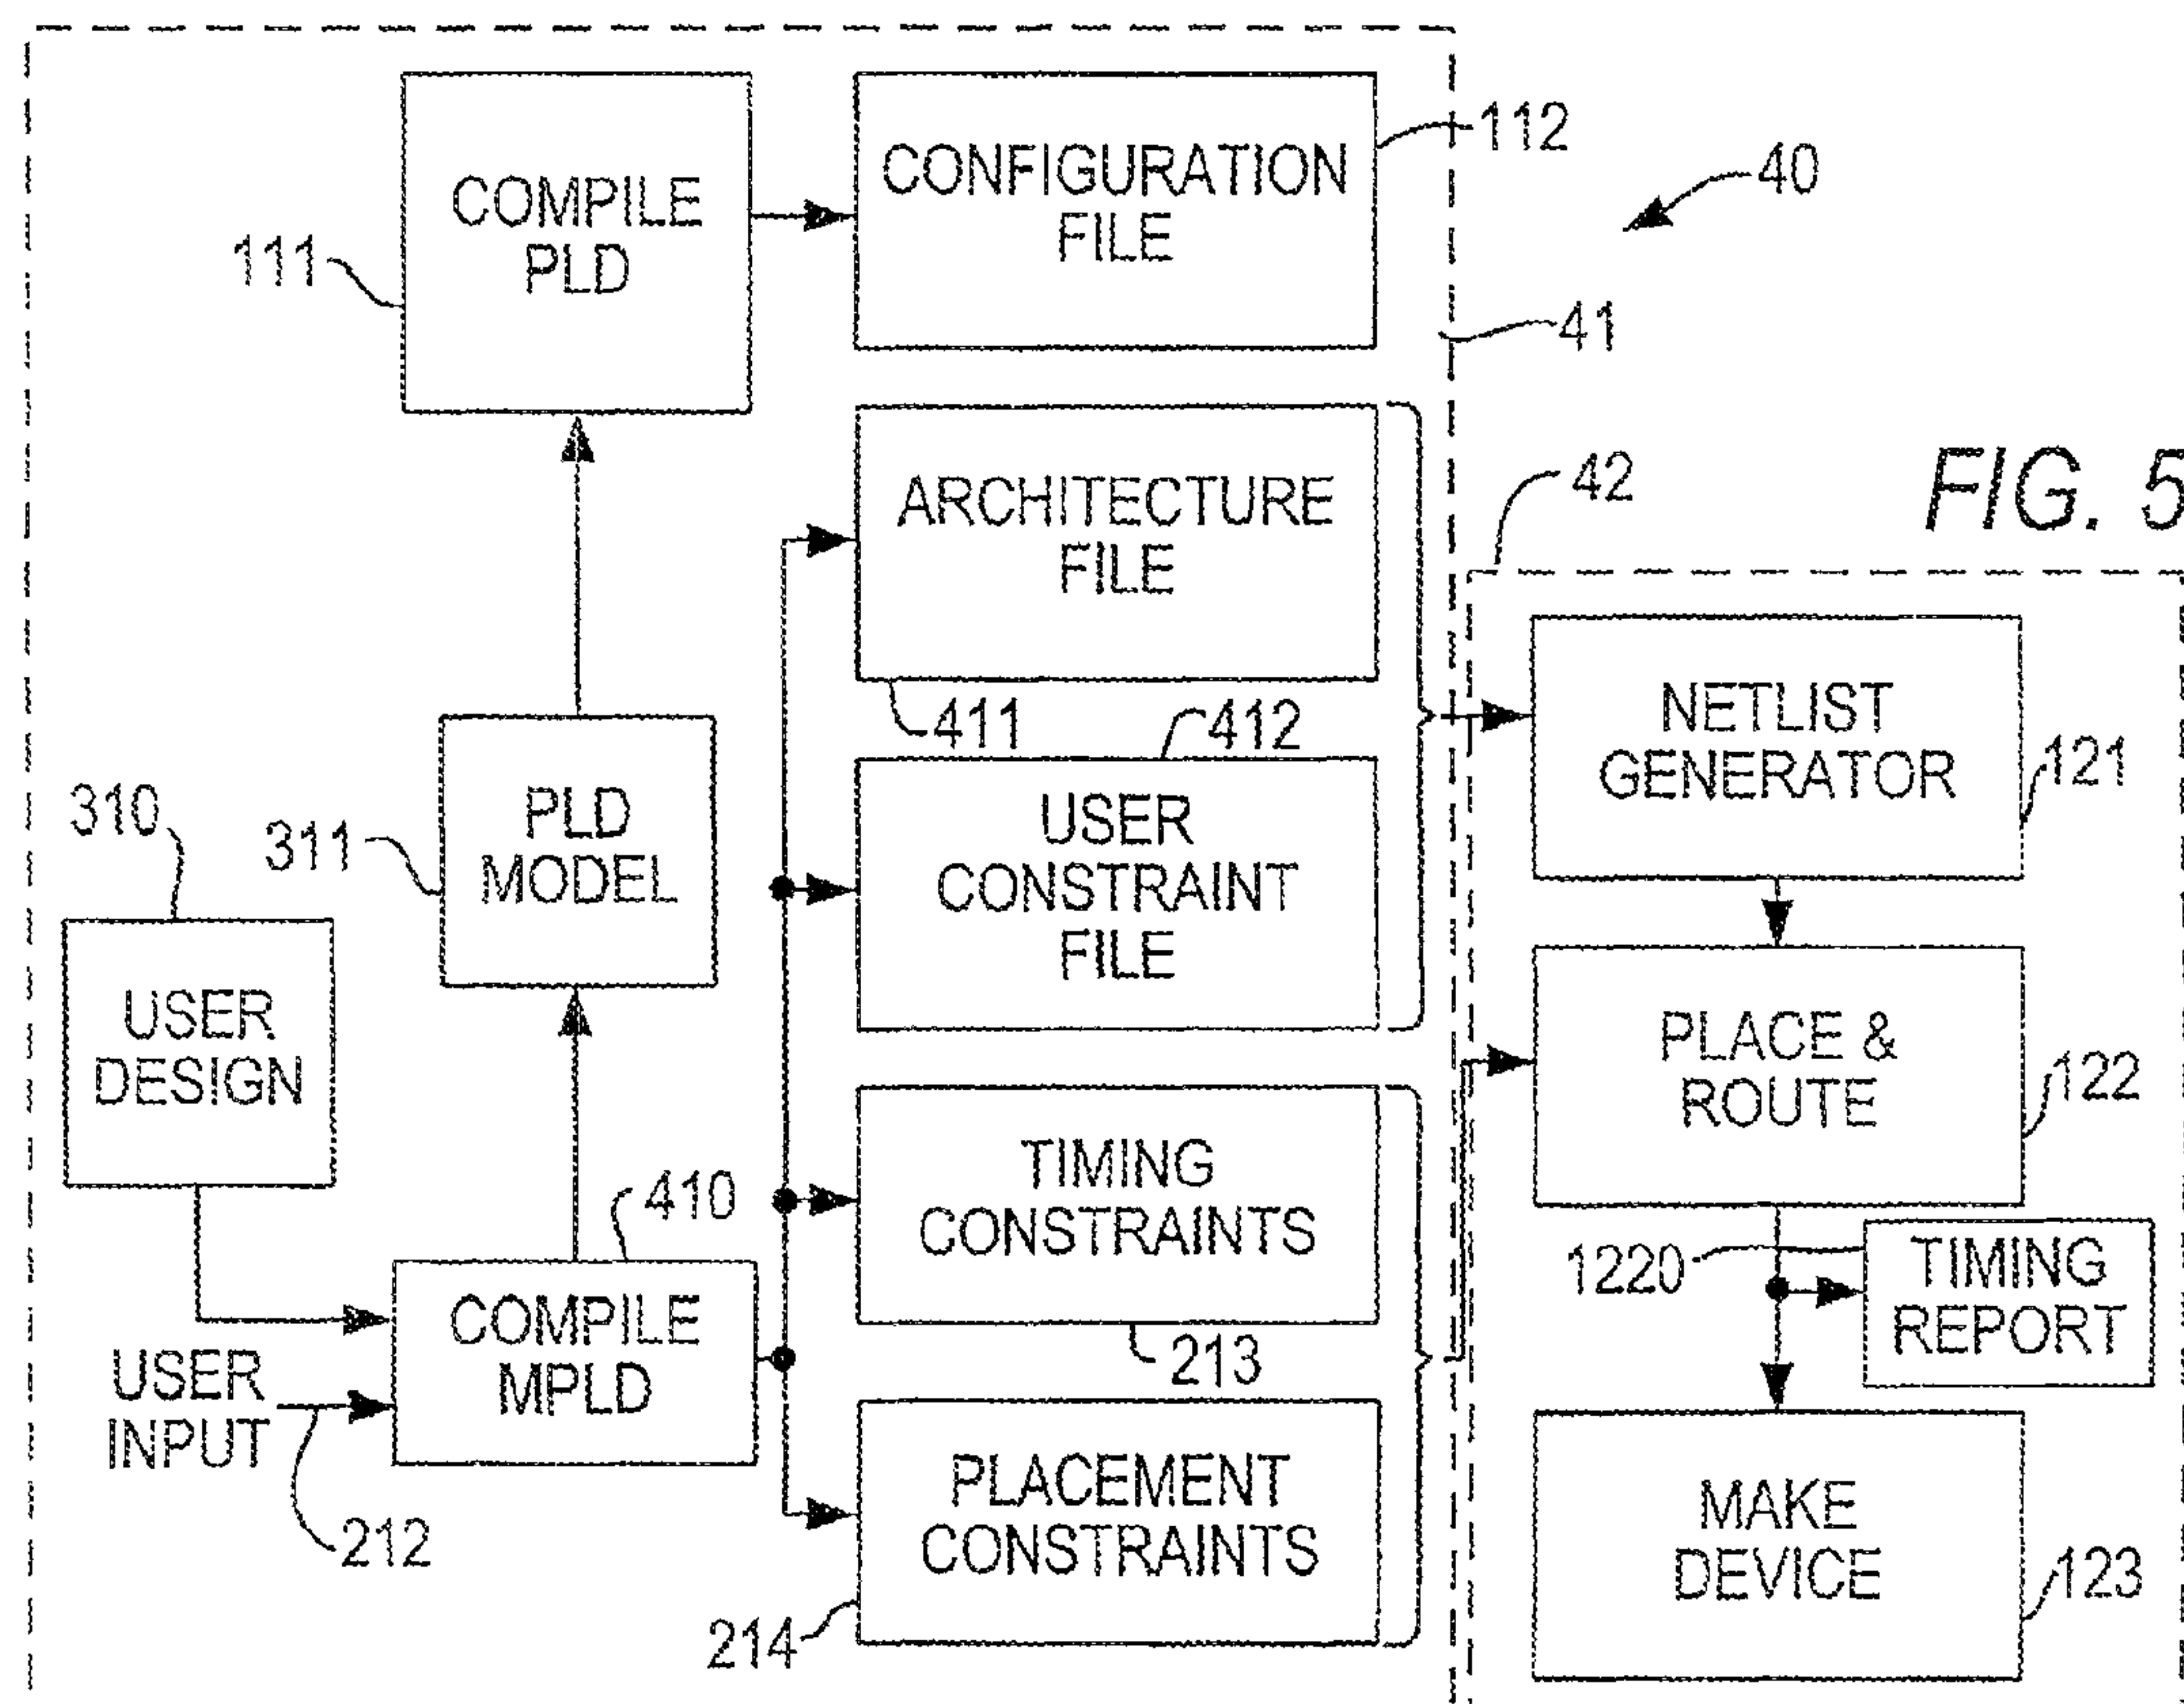 COMPILE
PLD
111
CONFIGURATION
FILE
112
40
41
ARCHITECTURE
FILE
411
42
FIG. 5
412
USER
CONSTRAINT
FILE
NETLIST
GENERATOR
121
310
311
PLD
MODEL
USER
DESIGN
PLACE &
ROUTE
122
410
TIMING
CONSTRAINTS
213
1220
TIMING
REPORT
COMPILE
MPLD
USER
INPUT
212
PLACEMENT
CONSTRAINTS
214
MAKE
DEVICE
123